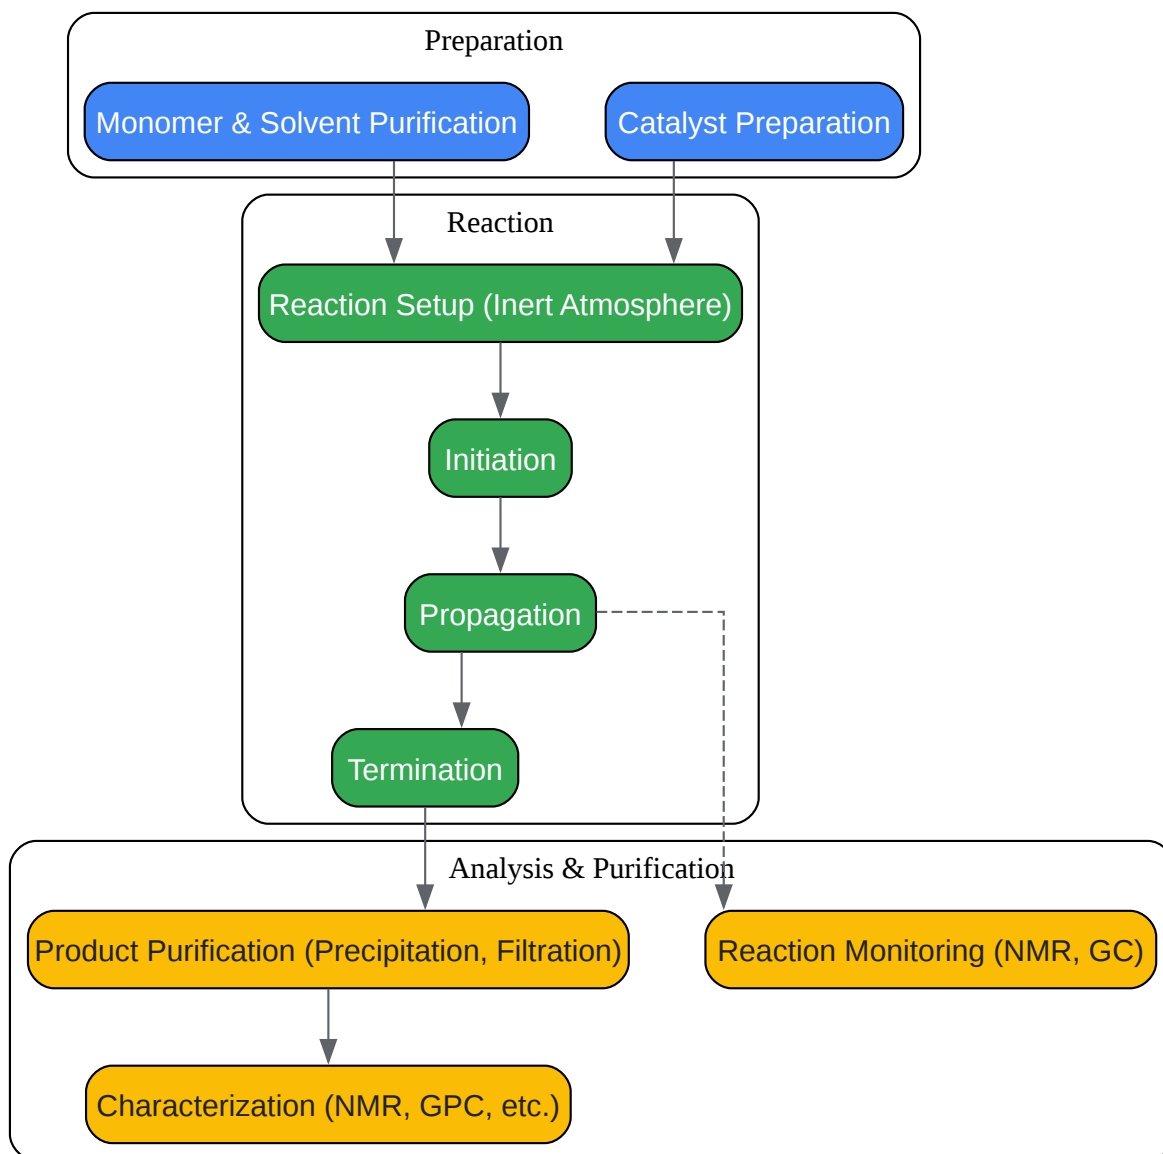 Preparation
Monomer & Solvent Purification
Catalyst Preparation
Reaction
Reaction Setup (Inert Atmosphere)
Initiation
Propagation
Termination
Analysis & Purification
Product Purification (Precipitation, Filtration)
Reaction Monitoring (NMR, GC)
Characterization (NMR, GPC, etc.)